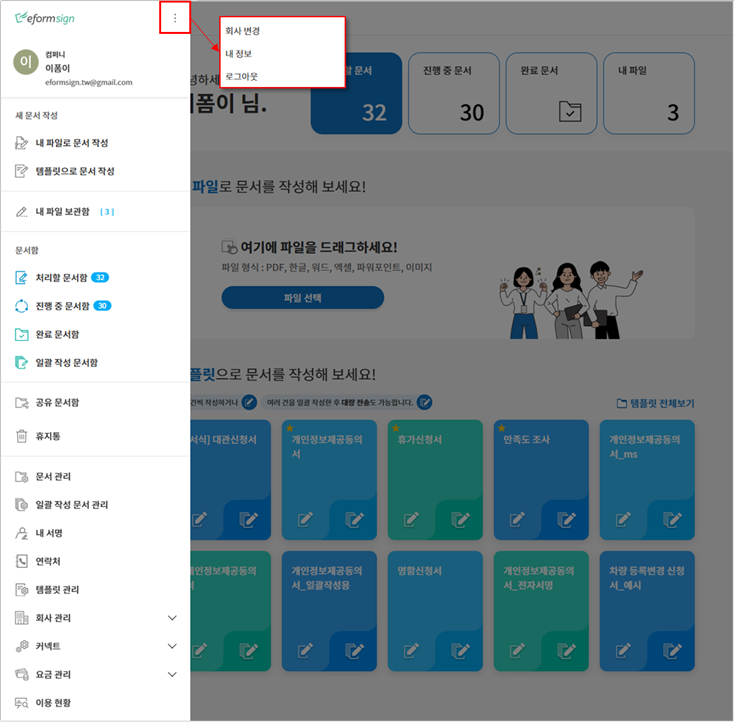 eformsign
회사 변경
내 정보
로그아웃
이
컴퍼니
이폼이
eformsign.tw@gmail.com
새 문서 작성
내 파일로 문서 작성
템플릿으로 문서 작성
내 파일 보관함 [ 3 ]
문서함
처리할 문서함 32
진행 중 문서함 30
완료 문서함
일괄 작성 문서함
공유 문서함
휴지통
문서 관리
일괄 작성 문서 관리
내 서명
연락처
템플릿 관리
회사 관리
커넥트
요금 관리
이용 현황
폼이 님.
문서
32
진행 중 문서
30
완료 문서
내 파일
3
파일로 문서를 작성해 보세요!
여기에 파일을 드래그하세요!
파일 형식 : PDF, 한글, 워드, 엑셀, 파워포인트, 이미지
파일 선택
플릿으로 문서를 작성해 보세요!
작성하거나
여러 건을 일괄 작성한 후 대량 전송도 가능합니다.
템플릿 전체보기
서식] 대관신청서
개인정보제공동의
서
휴가신청서
만족도 조사
개인정보제공동의
서_ms
인정보제공동의
개인정보제공동의
서_일괄작성용
명함신청서
개인정보제공동의
서_전자서명
차량 등록변경 신청
서_예시